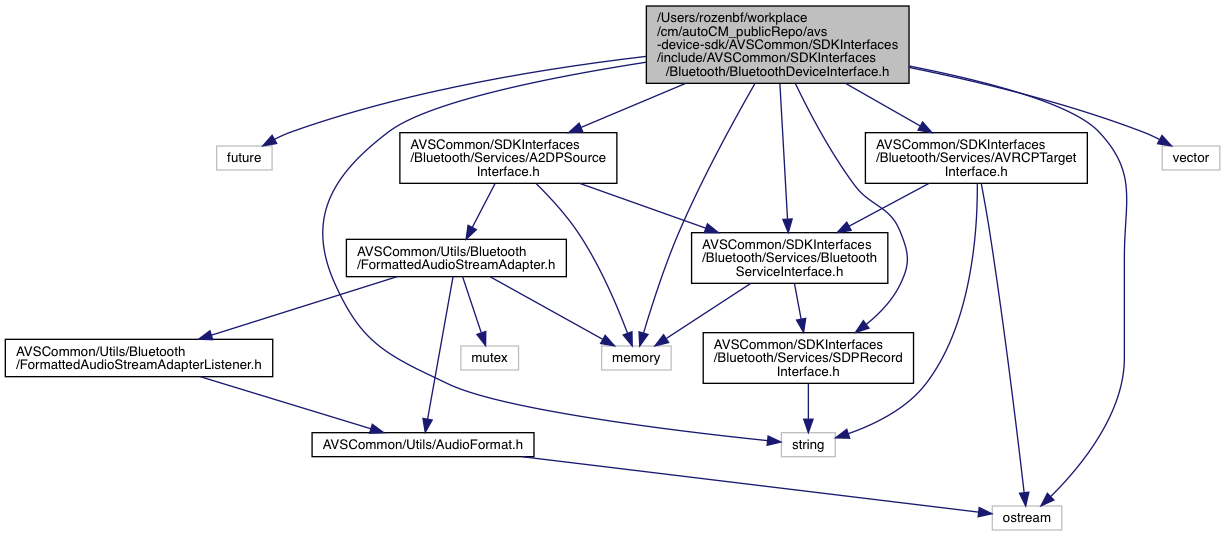 /Users/rozenbf/workplace
/cm/autoCM_publicRepo/avs
-device-sdk/AVSCommon/SDKInterfaces
/include/AVSCommon/SDKInterfaces
/Bluetooth/BluetoothDeviceInterface.h
future
AVSCommon/SDKInterfaces
/Bluetooth/Services/A2DPSource
Interface.h
AVSCommon/SDKInterfaces
/Bluetooth/Services/AVRCPTarget
Interface.h
vector
AVSCommon/Utils/Bluetooth
/FormattedAudioStreamAdapter.h
AVSCommon/SDKInterfaces
/Bluetooth/Services/Bluetooth
ServiceInterface.h
AVSCommon/Utils/Bluetooth
/FormattedAudioStreamAdapterListener.h
mutex
memory
AVSCommon/SDKInterfaces
/Bluetooth/Services/SDPRecord
Interface.h
AVSCommon/Utils/AudioFormat.h
string
ostream